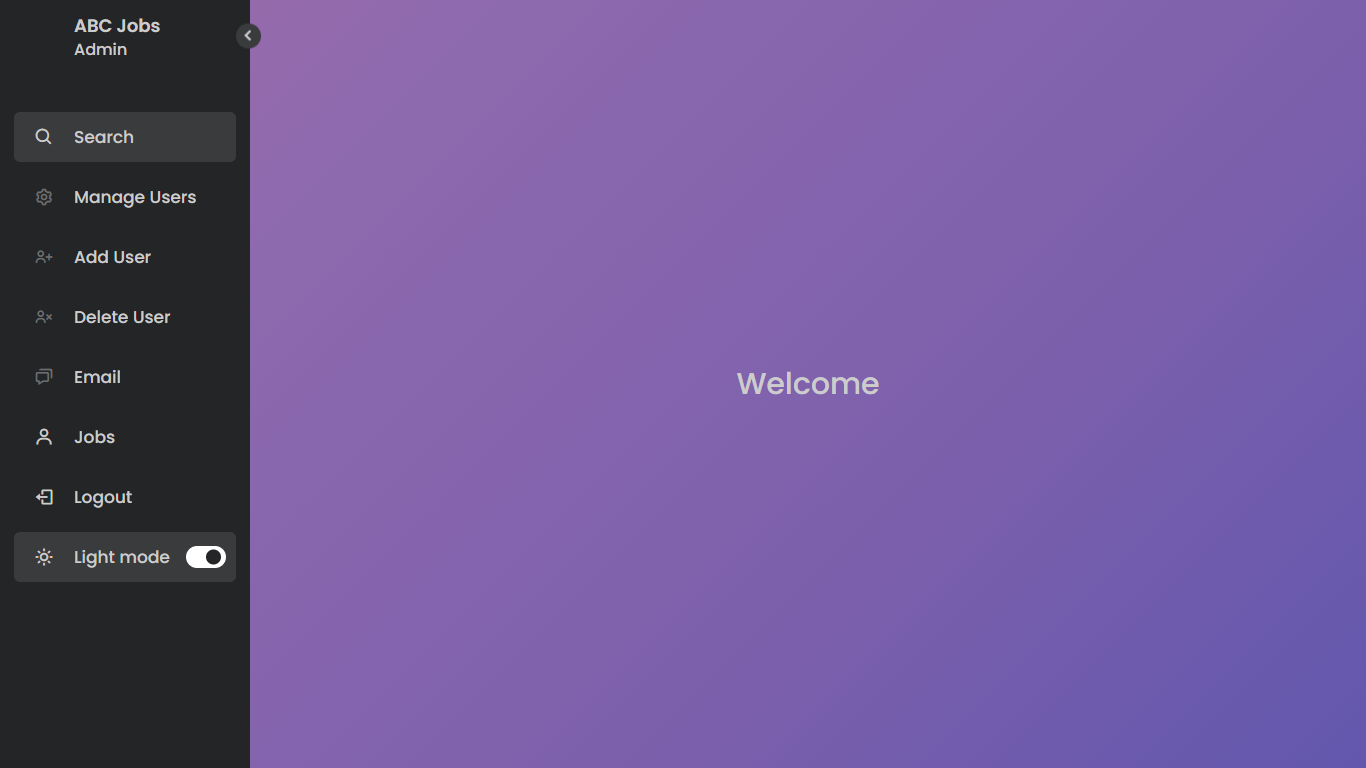 ABC Jobs
Admin
Search
Manage Users
Add User
Delete User
Email
Jobs
Logout
Light mode
Welcome